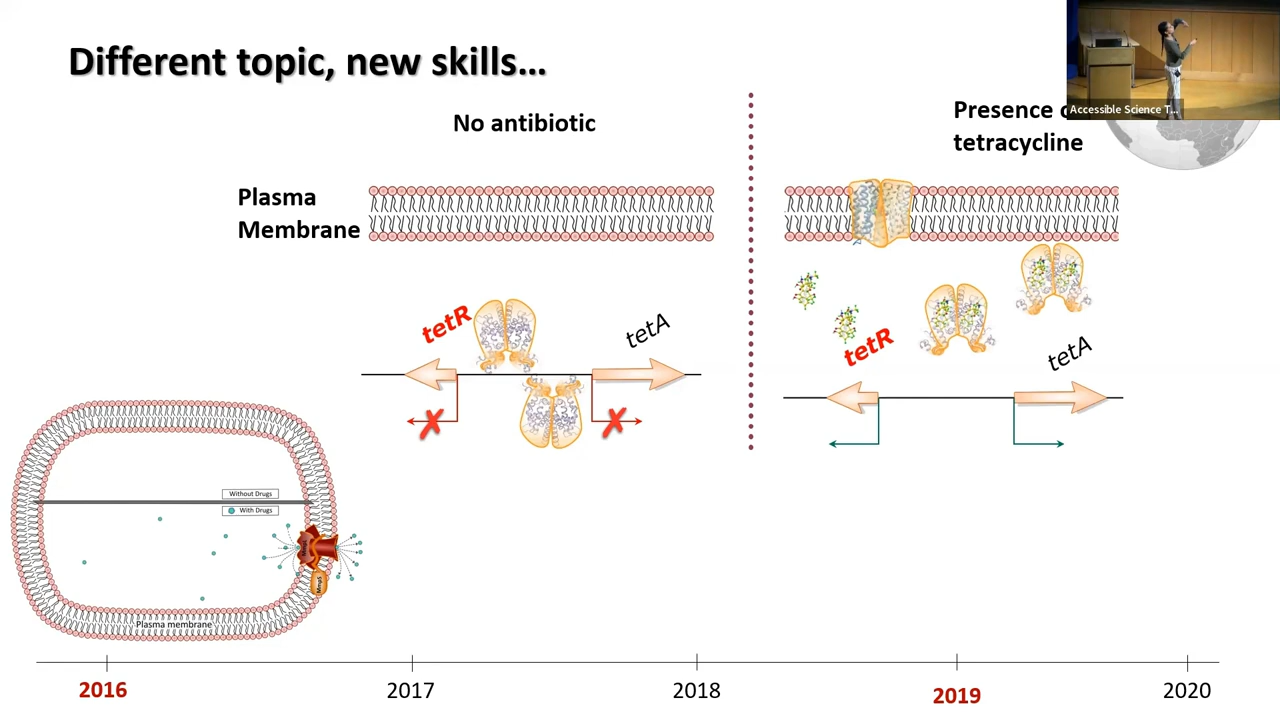 Different topic, new skills...
No antibiotic
Presence
tetracycline
Accessible Science T...
Plasma
Membrane
tetR
tetA
tetR
tetA
Without Drugs
With Drugs
MmpS
Plasma membrane
2016
2017
2018
2019
2020